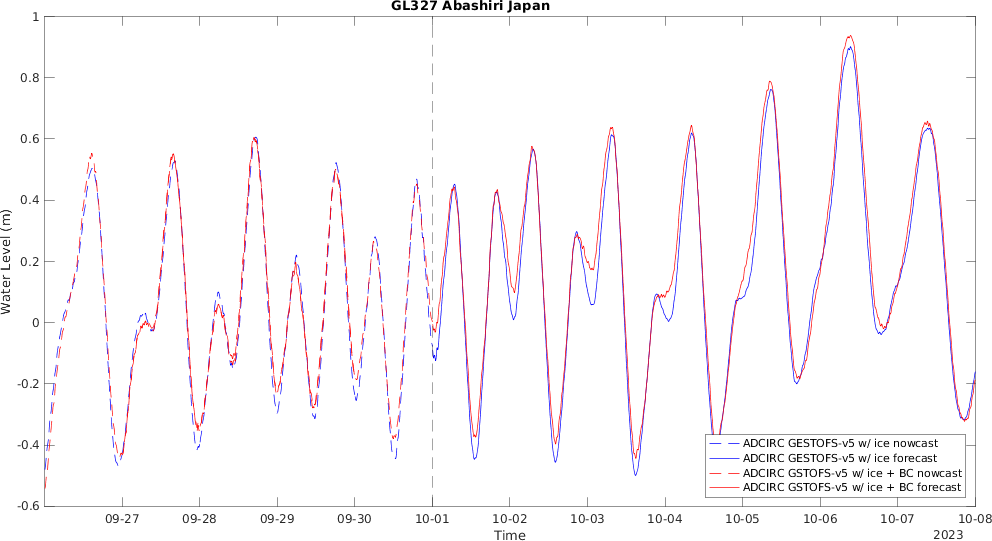 GL327 Abashiri Japan
1
0.8
0.6
0.4
0.2
0
-0.2
-0.4
-0.6
Water Level (m)
ADCIRC GESTOFS-v5 w/ ice nowcast
ADCIRC GESTOFS-v5 w/ ice forecast
ADCIRC GSTOFS-v5 w/ ice + BC nowcast
ADCIRC GSTOFS-v5 w/ ice + BC forecast
09-27 09-28 09-29 09-30 10-01 10-02 10-03 10-04 10-05 10-06 10-07 10-08
Time
2023